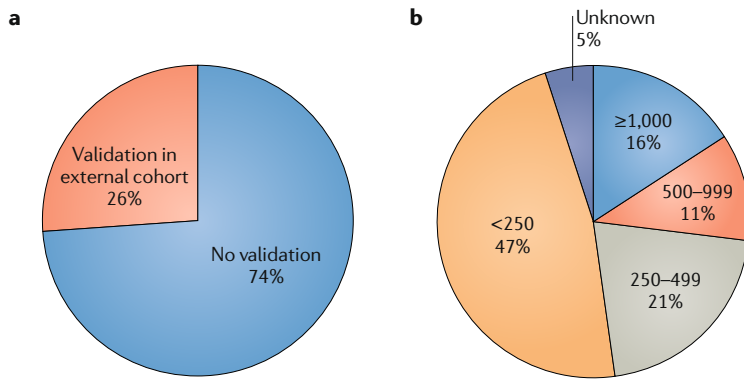 a
Validation in
external cohort
26%
No validation
74%
b
Unknown
5%
≥1,000
16%
500–999
11%
250–499
21%
<250
47%